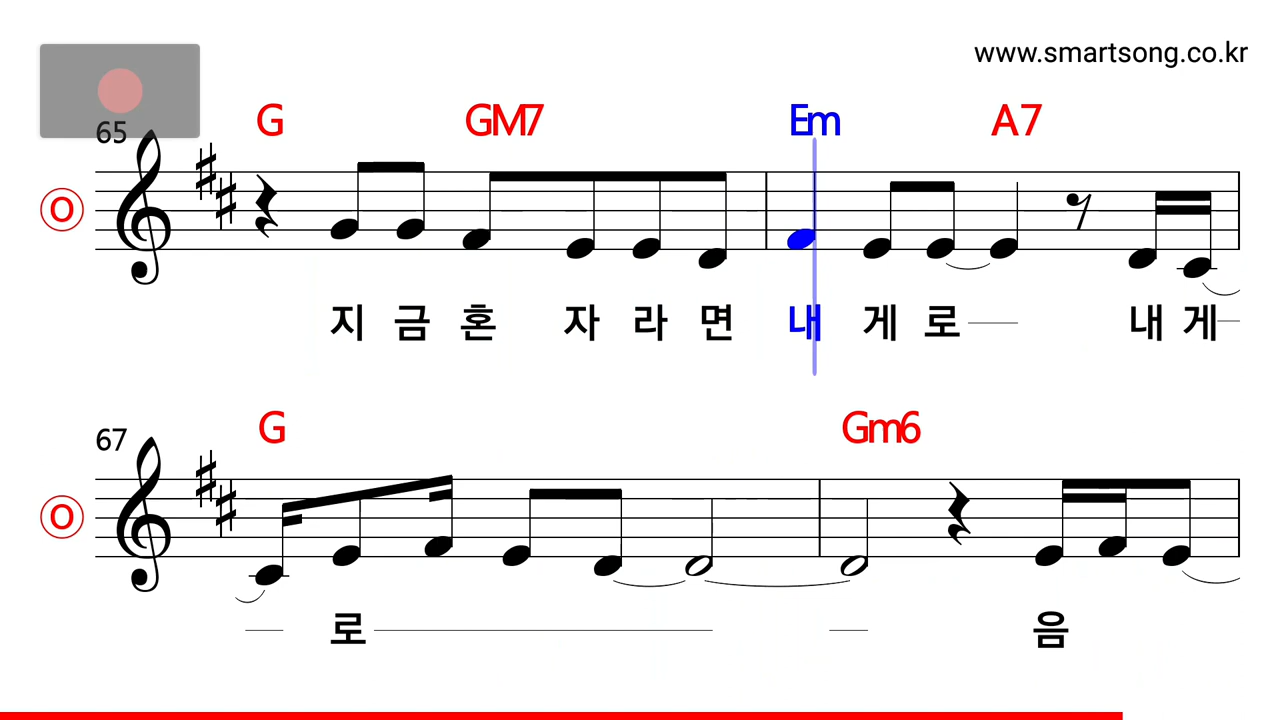 www.smartsong.co.kr
G GM7 Em A7
65
O
지 금 혼 자 라 면 내 게 로 내 게
G Gm6
67
O
로 음